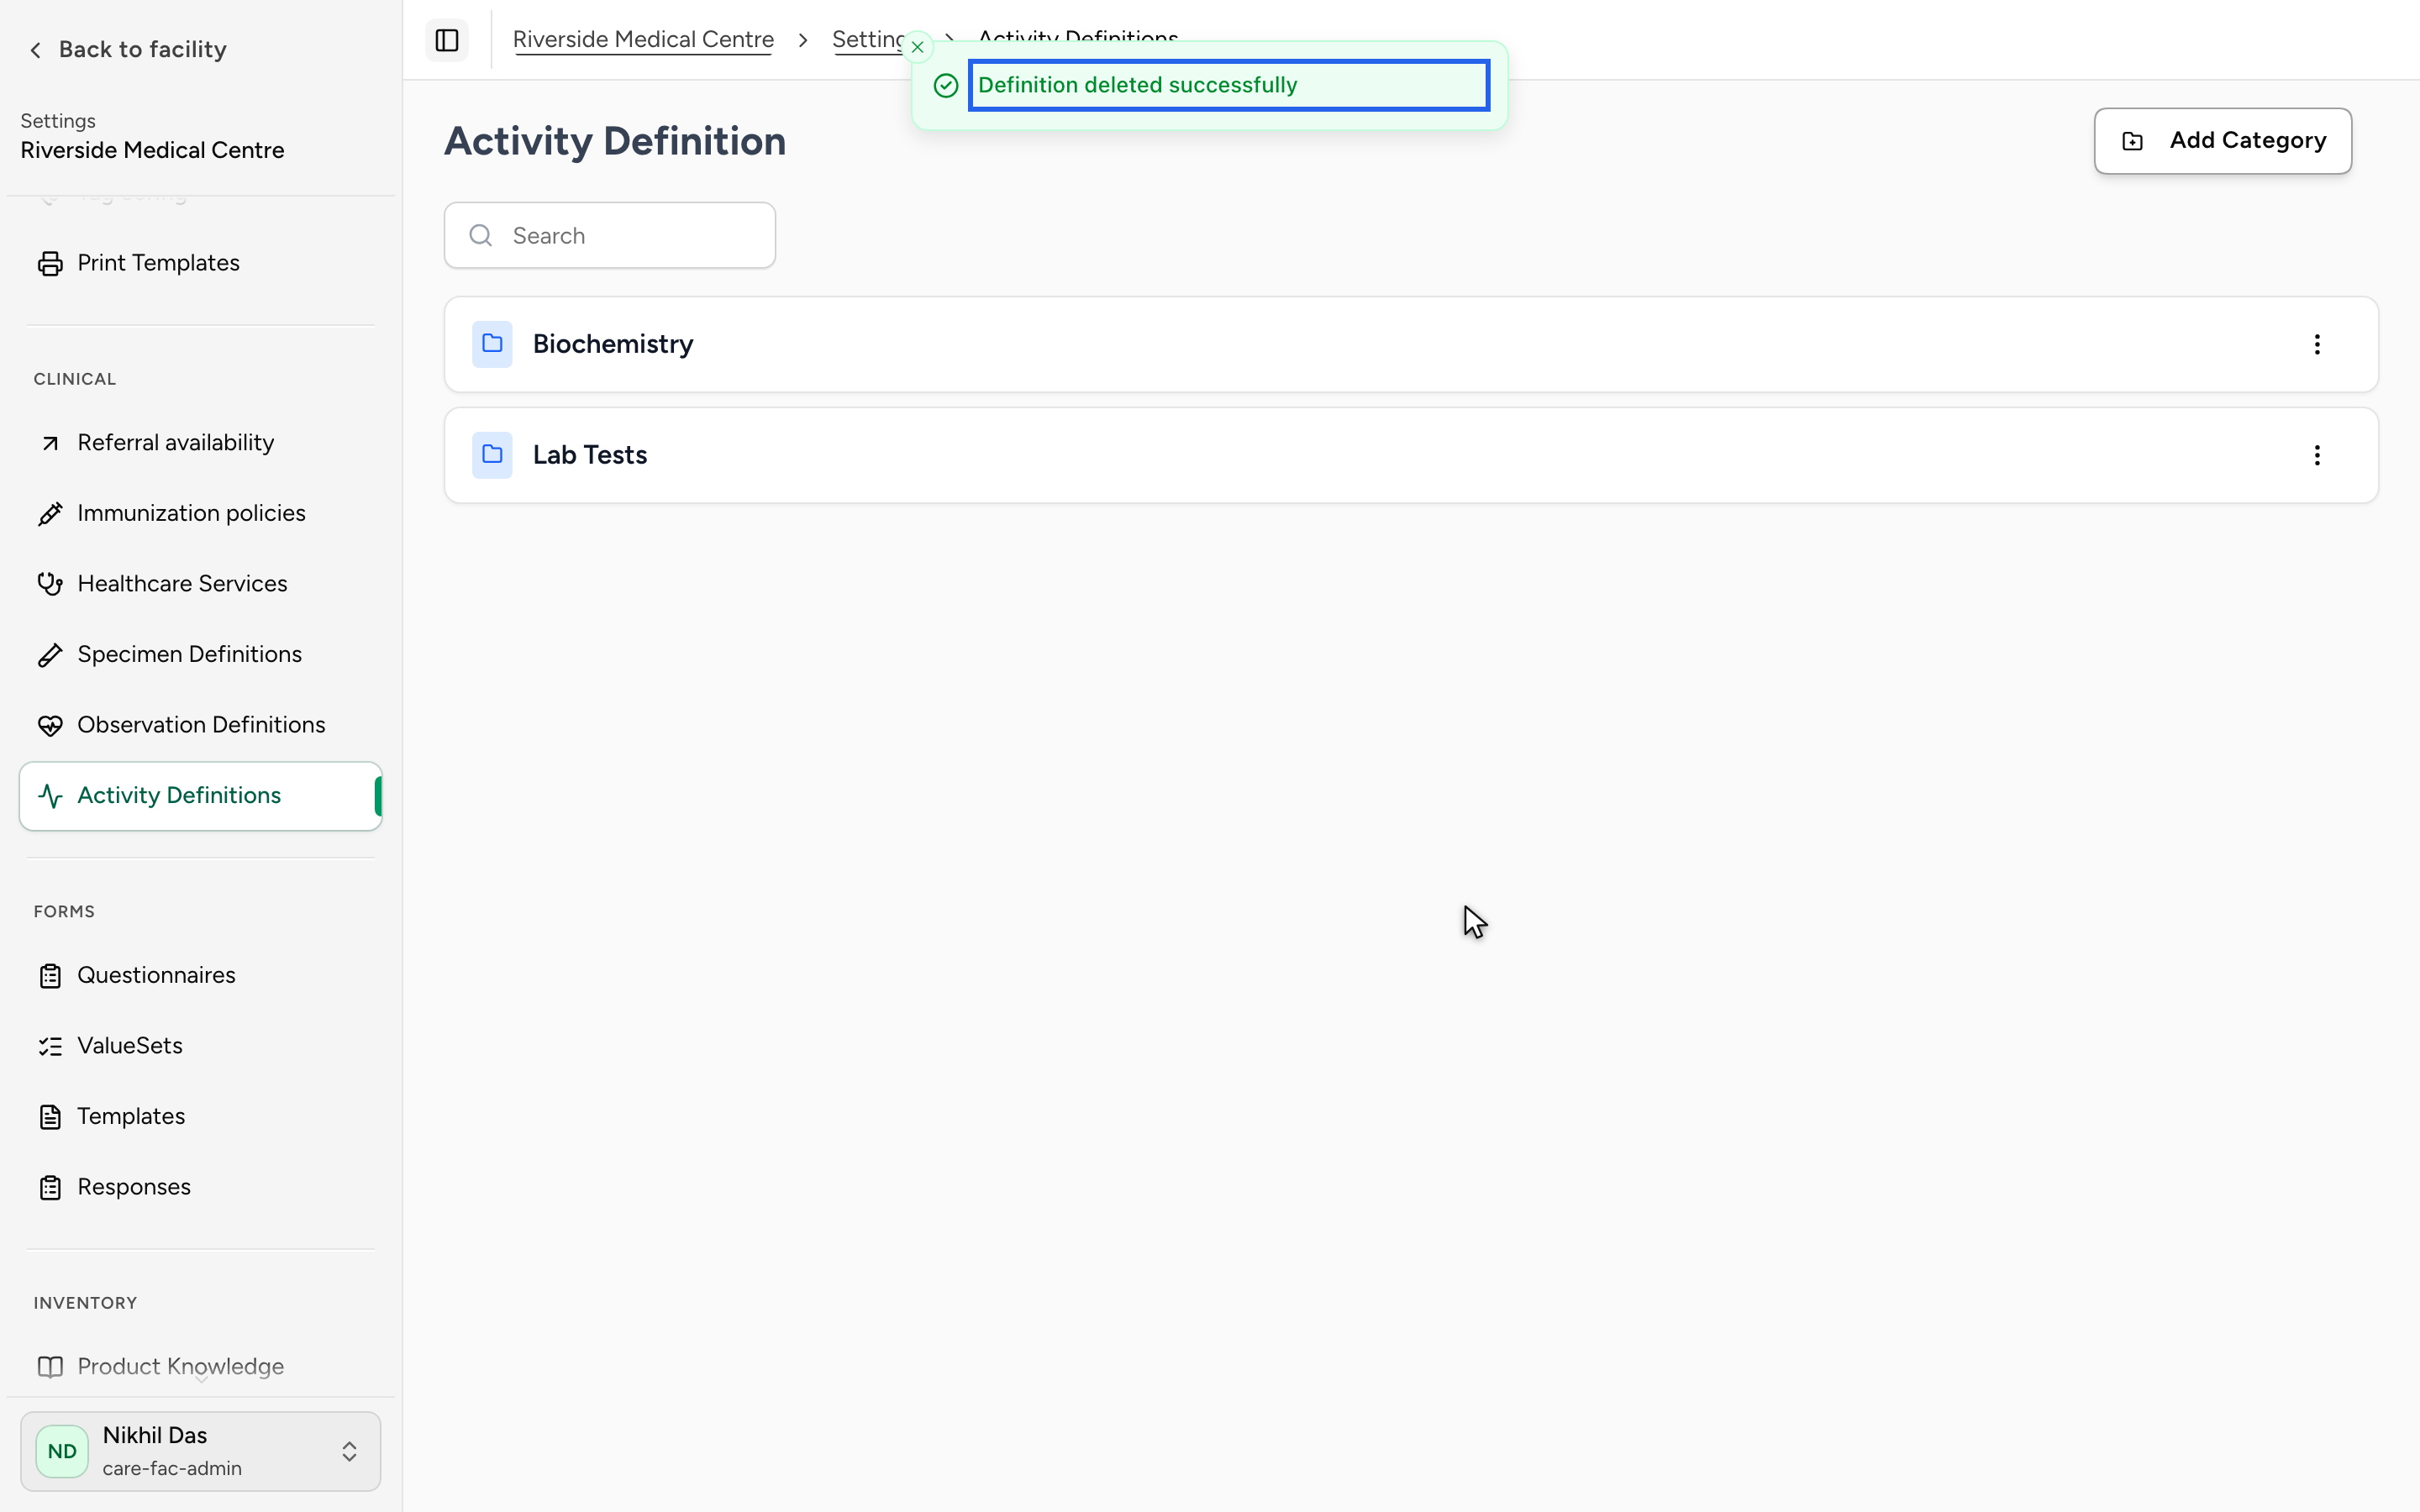 Back to facility
Settings
Riverside Medical Centre
Print Templates
CLINICAL
Referral availability
Immunization policies
Healthcare Services
Specimen Definitions
Observation Definitions
Activity Definitions
FORMS
Questionnaires
ValueSets
Templates
Responses
INVENTORY
Product Knowledge
ND
Nikhil Das
care-fac-admin
Riverside Medical Centre
Activity Definitions
Definition deleted successfully
Activity Definition
Add Category
Search
Biochemistry
Lab Tests